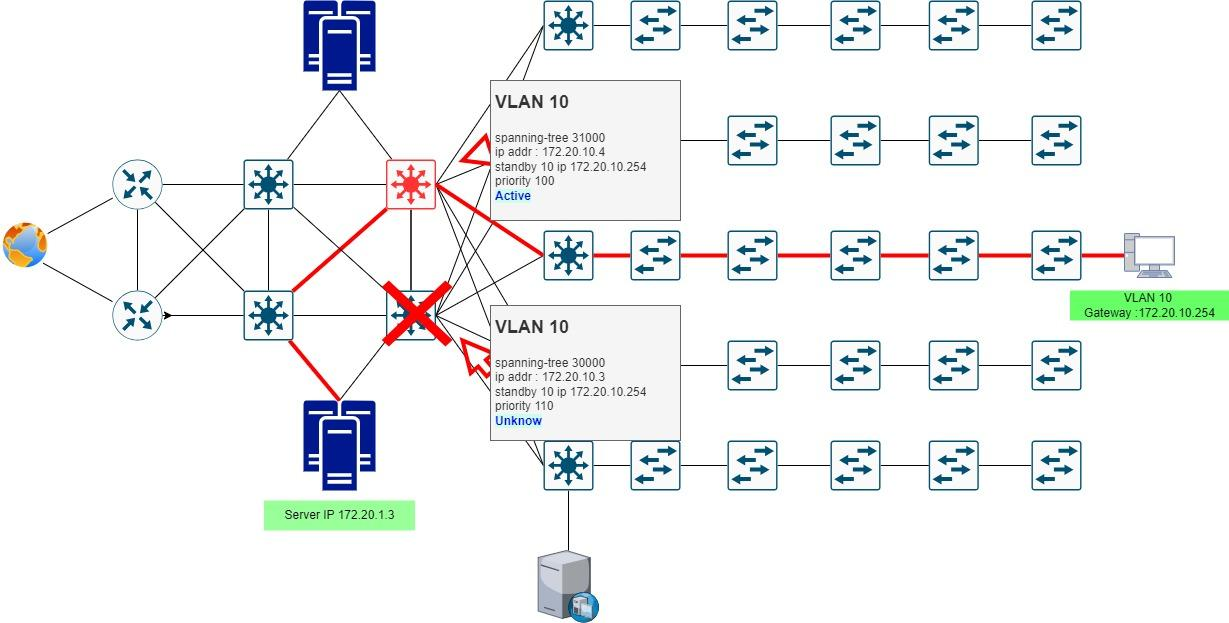 VLAN 10
spanning-tree 31000
ip addr : 172.20.10.4
standby 10 ip 172.20.10.254
priority 100
Active
VLAN 10
Gateway :172.20.10.254
VLAN 10
spanning-tree 30000
ip addr : 172.20.10.3
standby 10 ip 172.20.10.254
priority 110
Unknow
Server IP 172.20.1.3